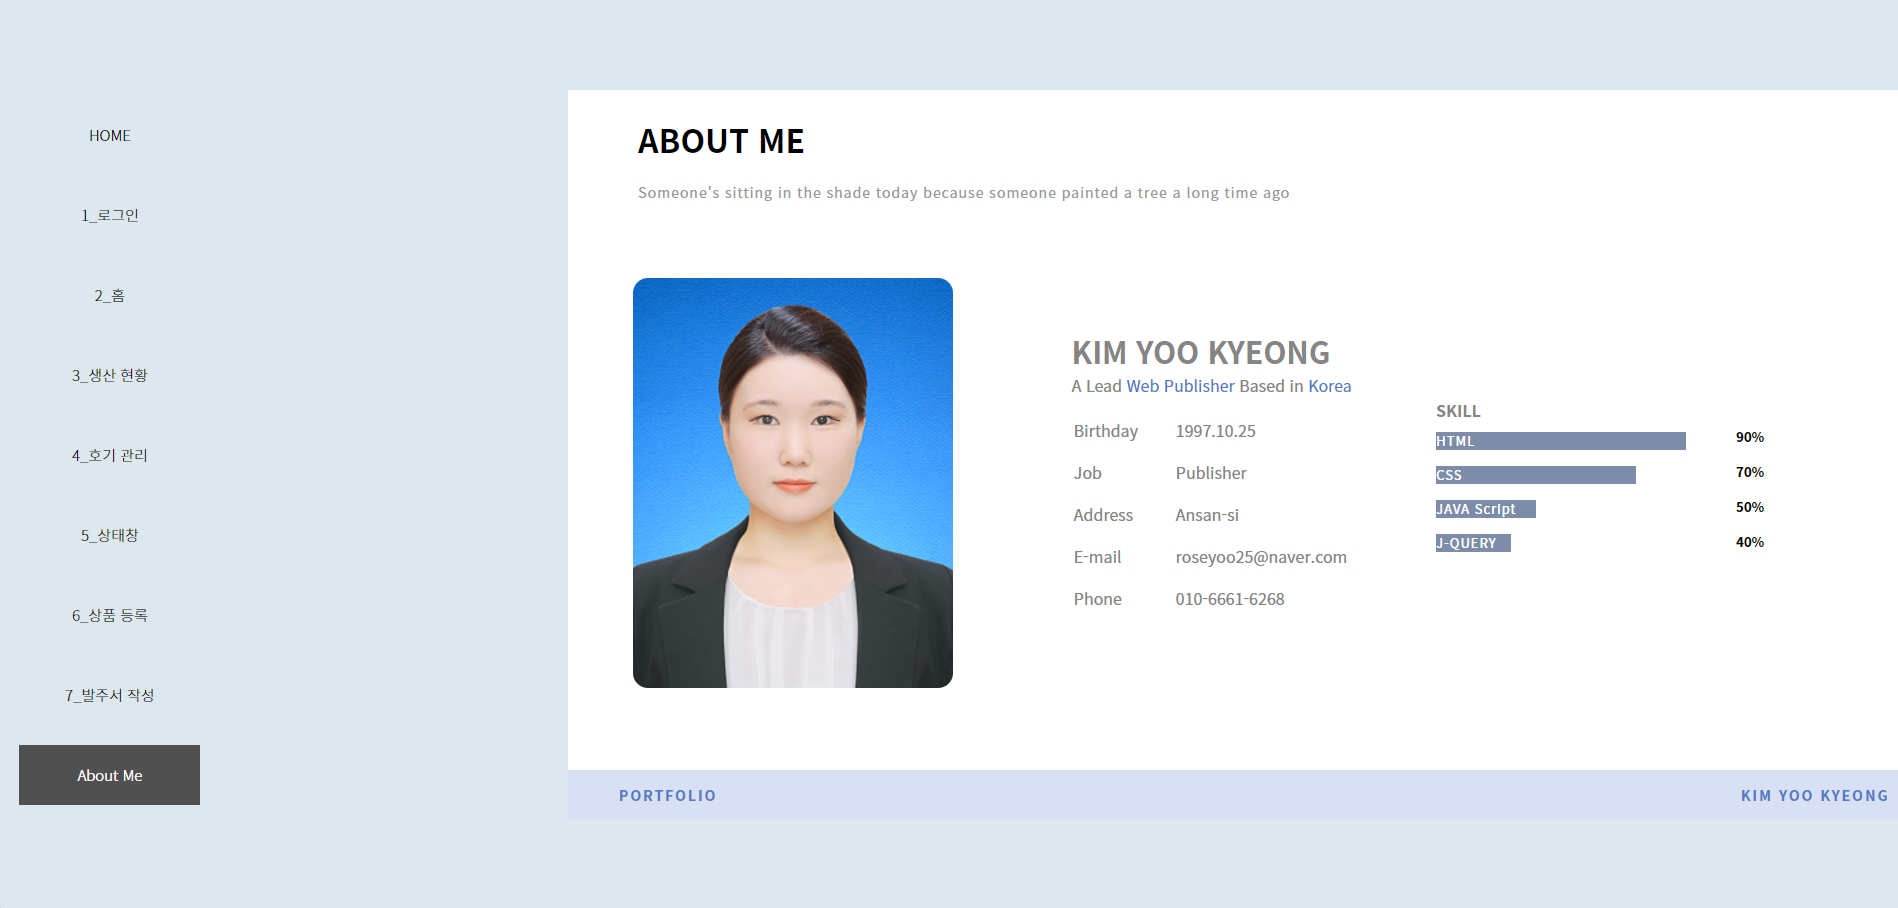 HOME
1_로그인
2_홈
3_생산 현황
4_호기 관리
5_상태창
6_상품 등록
7_발주서 작성
About Me
ABOUT ME
Someone's sitting in the shade today because someone painted a tree a long time ago
KIM YOO KYEONG
A Lead Web Publisher Based in Korea
Birthday 1997.10.25
Job Publisher
Address Ansan-si
E-mail roseyoo25@naver.com
Phone 010-6661-6268
SKILL
HTML 90%
CSS 70%
JAVA Script 50%
J-QUERY 40%
PORTFOLIO
KIM YOO KYEONG